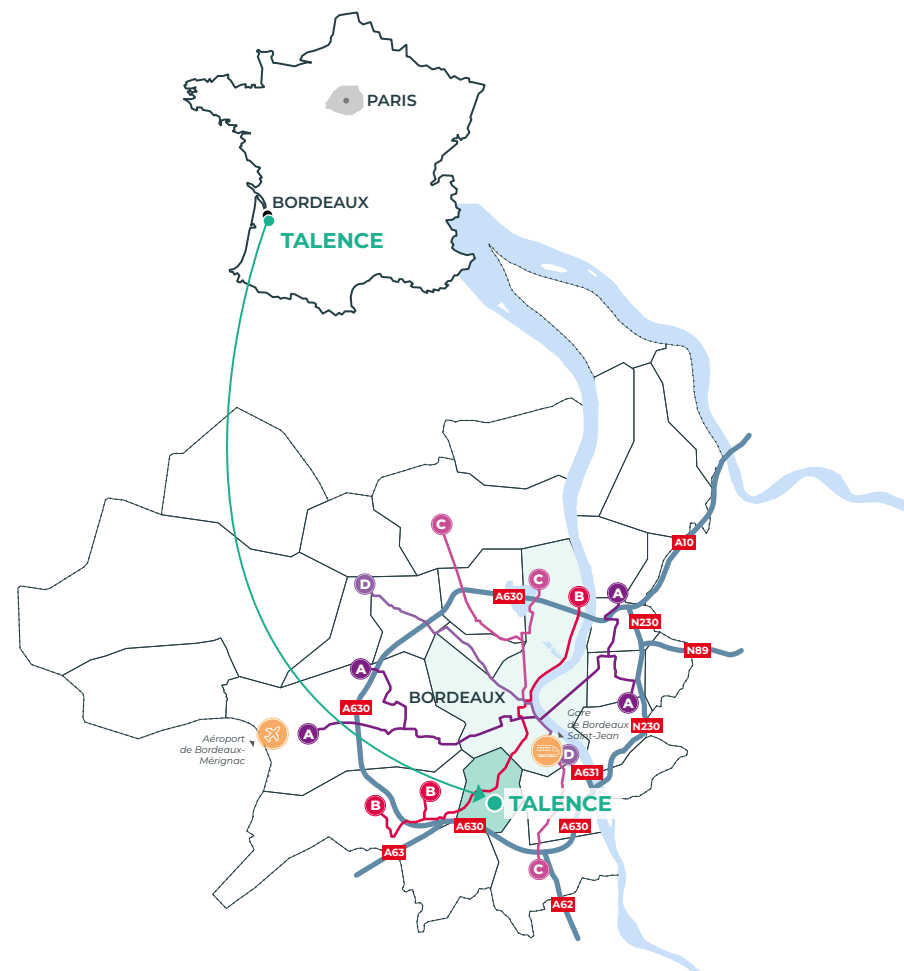 PARIS
BORDEAUX
TALENCE
C
A10
C
D
A630
B
A
N230
N89
A
BORDEAUX
A
A630
Gare
de Bordeaux
Saint-Jean
N230
A
Aéroport
de Bordeaux-
Mérignac
D
A631
B
B
TALENCE
A630
A630
A63
C
A62